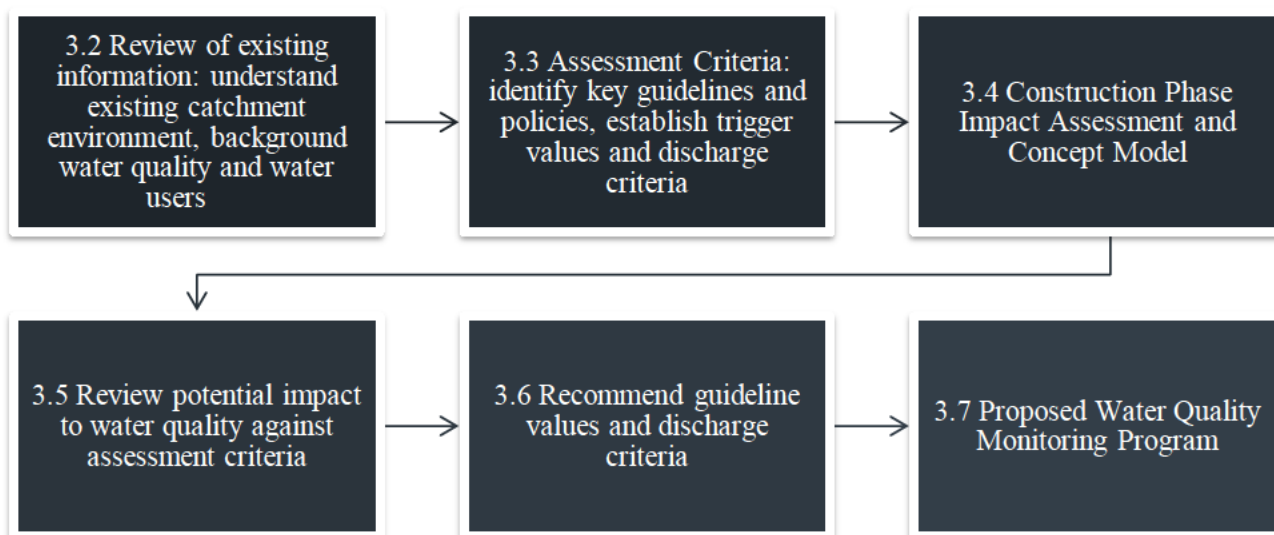 3.2 Review of existing
information: understand
existing catchment
environment, background
water quality and water
users
3.3 Assessment Criteria:
identify key guidelines and
policies, establish trigger
values and discharge
criteria
3.4 Construction Phase
Impact Assessment and
Concept Model
3.5 Review potential impact
to water quality against
assessment criteria
3.6 Recommend guideline
values and discharge
criteria
3.7 Proposed Water Quality
Monitoring Program